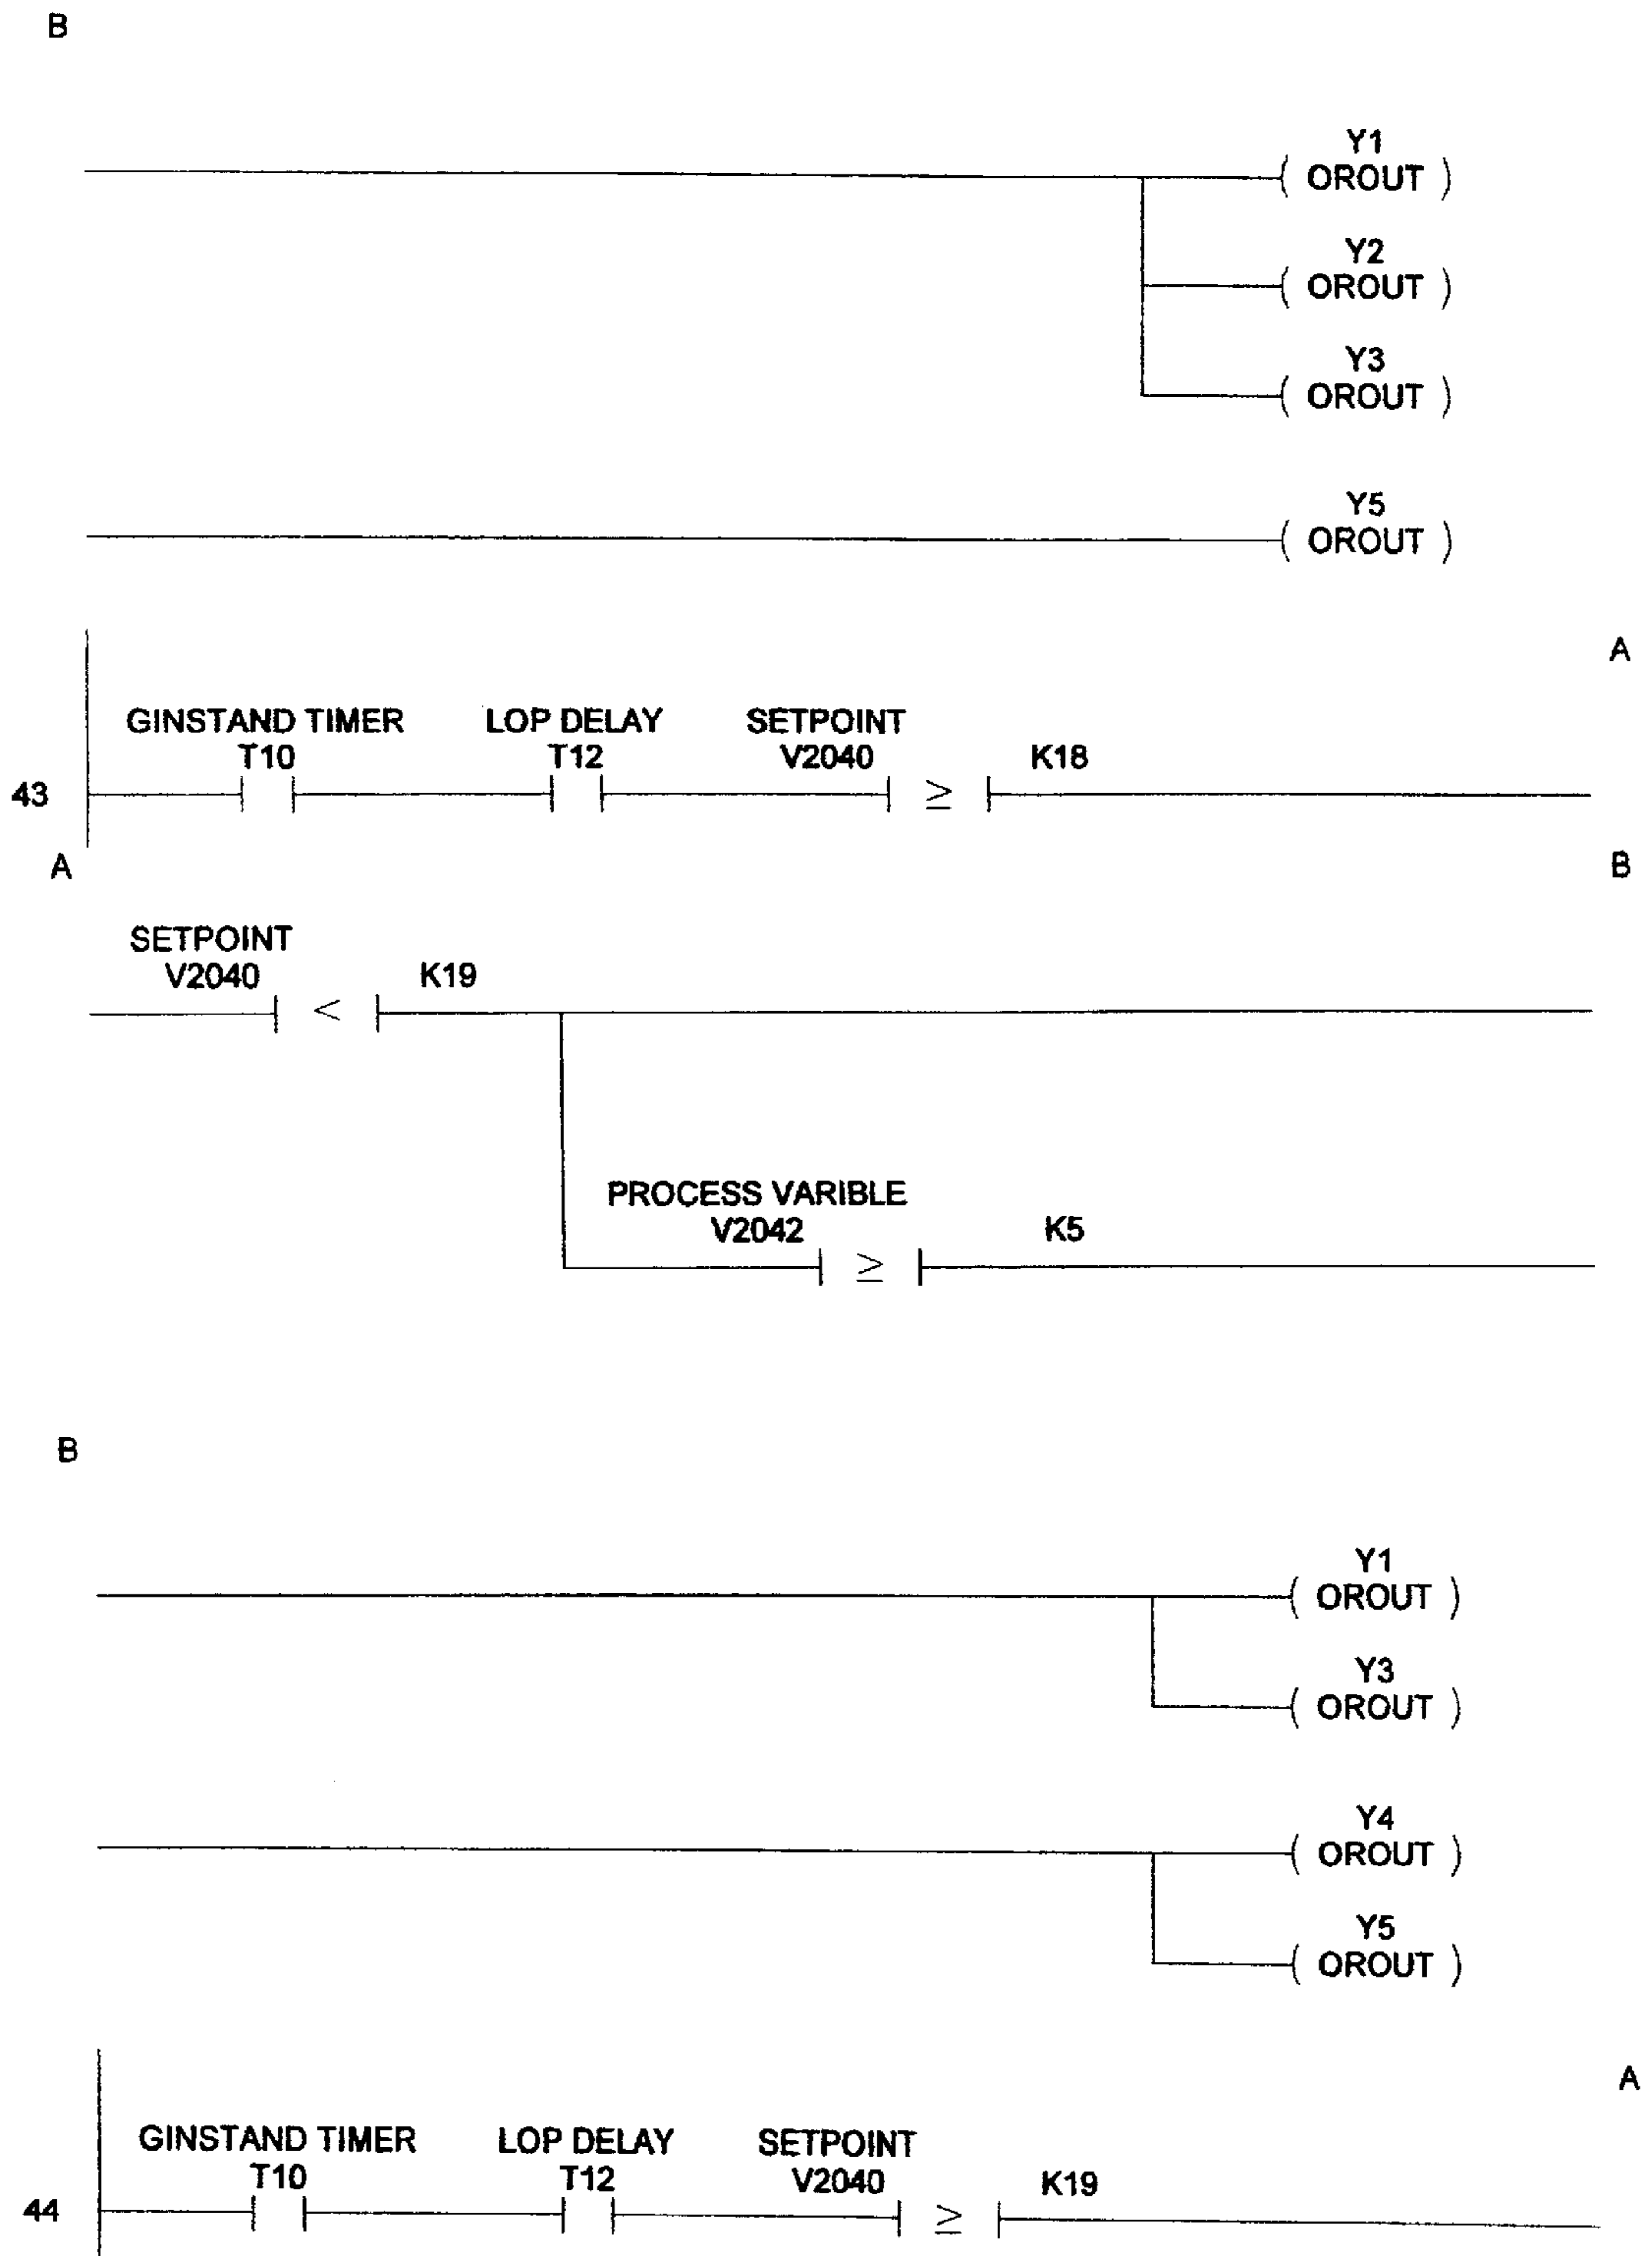 B
Y1
( OROUT )
Y2
( OROUT )
Y3
( OROUT )
Y5
( OROUT )
A
GINSTAND TIMER LOP DELAY SETPOINT
T10 T12 V2040 K18
43 ≥
A B
SETPOINT
V2040 K19
<
PROCESS VARIBLE
V2042 K5
≥
B
Y1
( OROUT )
Y3
( OROUT )
Y4
( OROUT )
Y5
( OROUT )
A
GINSTAND TIMER LOP DELAY SETPOINT
T10 T12 V2040 K19
44 ≥